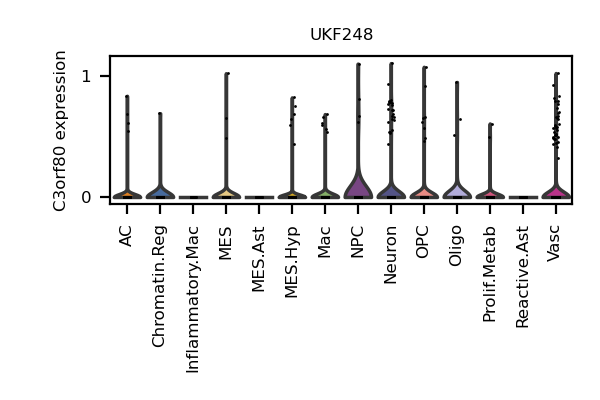 UKF248
C3orf80 expression
1
0
AC
Chromatin.Reg
Inflammatory.Mac
MES
MES.Ast
MES.Hyp
Mac
NPC
Neuron
OPC
Oligo
Prolif.Metab
Reactive.Ast
Vasc